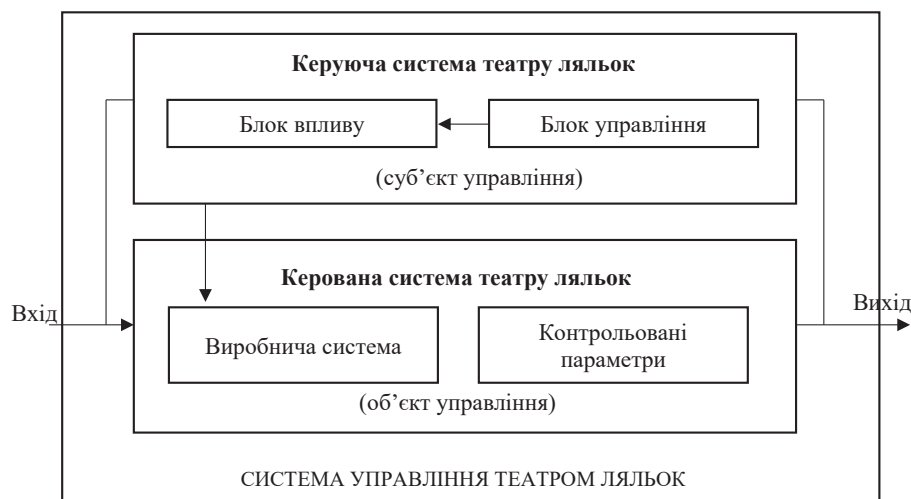 Керуюча система театру ляльок
Блок впливу
Блок управління
(суб’єкт управління)
Керована система театру ляльок
Вхід
Вихід
Виробнича система
Контрольовані
параметри
(об’єкт управління)
СИСТЕМА УПРАВЛІННЯ ТЕАТРОМ ЛЯЛЬОК